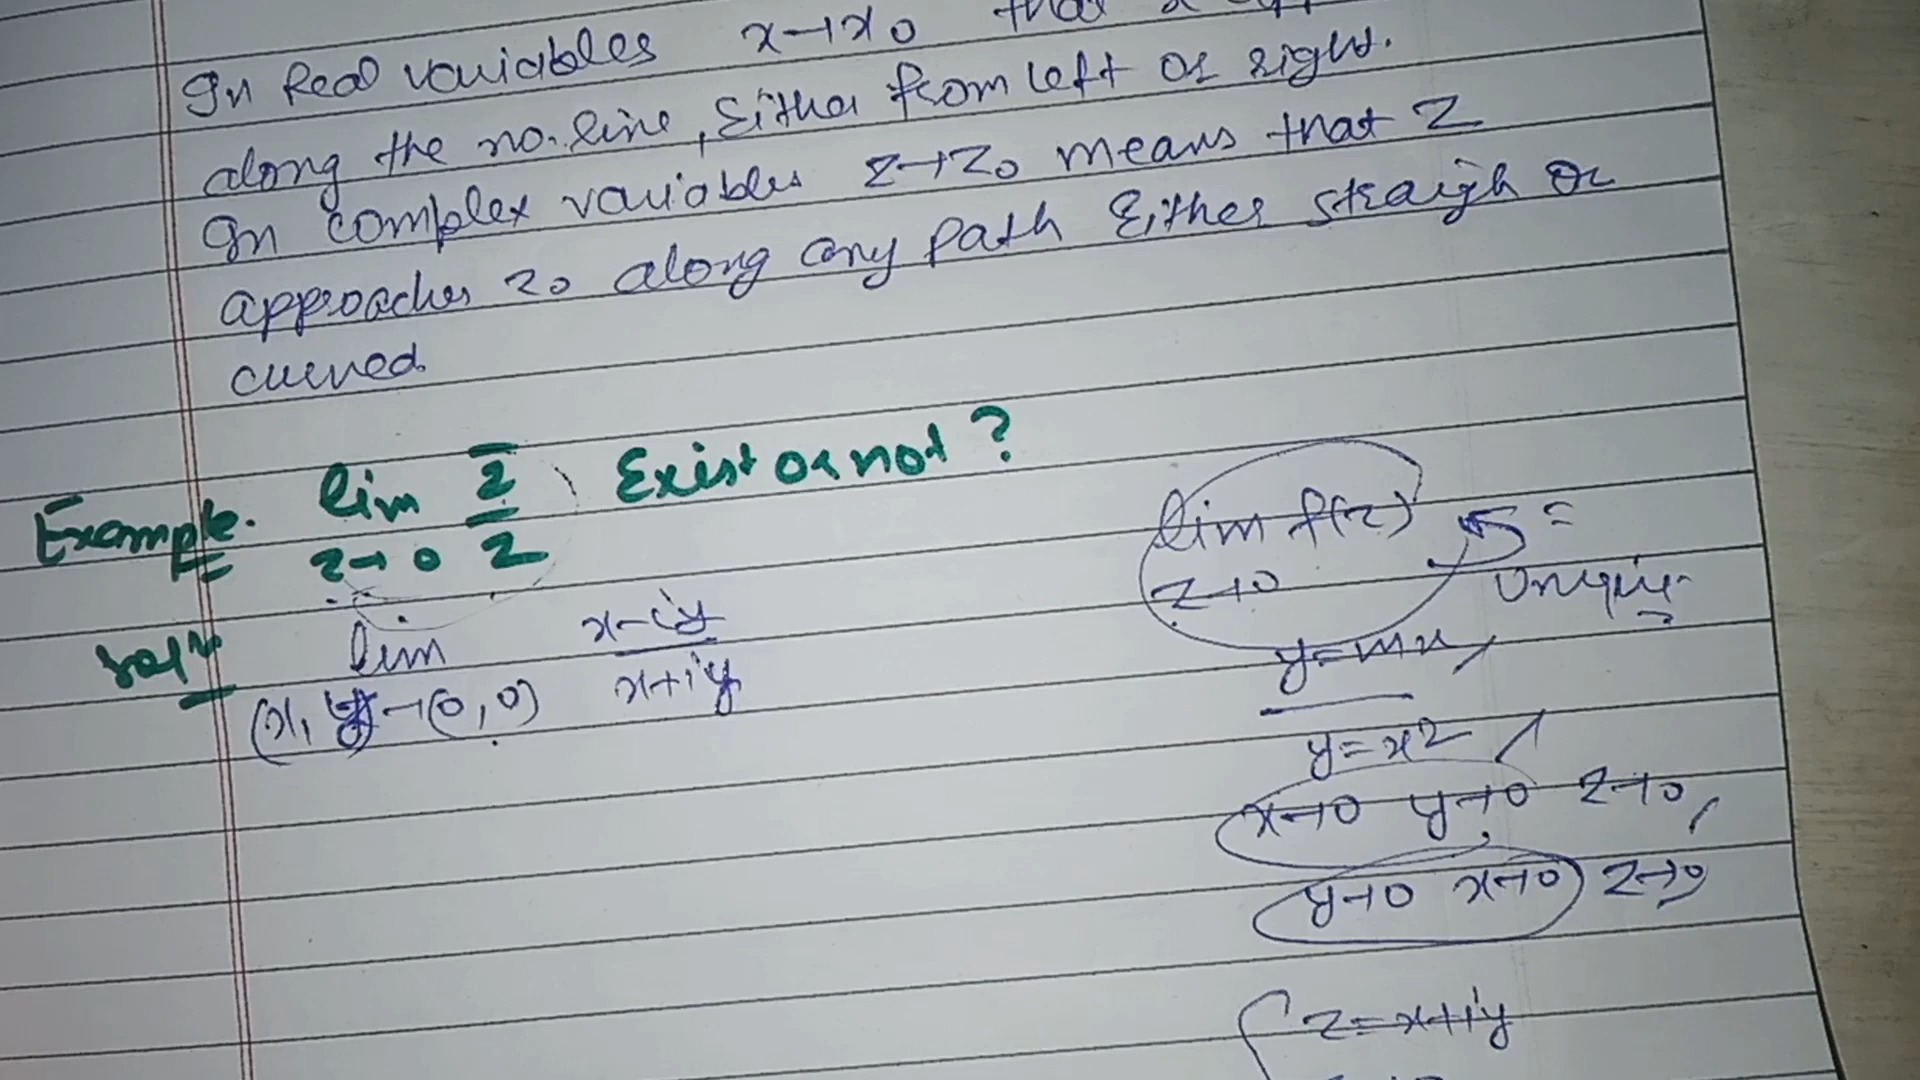 In Real variables x→x0 that x
along the no. line, Either from left or right.
In complex variables z→z0 means that z
approaches z0 along any path Either straigh or
curved
Example. lim z→0 z̅/z Exist or not?
Soln lim (x, y)→(0,0) x-iy/x+iy
lim f(z) =
z→0 Unique
y=mx,
y=x2
x→0 y→0 z→0,
y→0 x→0 z→0
z=x+iy